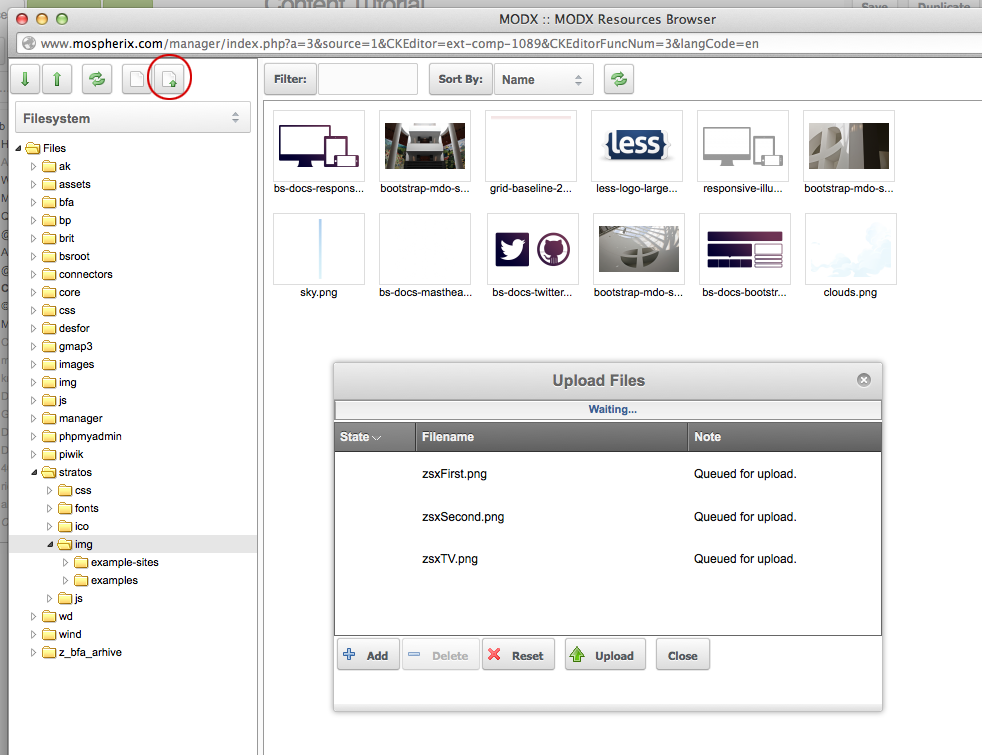 Content Tutorial
Save
Duplicate
MODX :: MODX Resources Browser
www.mospherix.com/manager/index.php?a=3&source=1&CKEditor=ext-comp-1089&CKEditorFuncNum=3&langCode=en
Filter:
Sort By:
Name
Filesystem
Files
ak
assets
bfa
bp
brit
bsroot
connectors
core
css
desfor
gmap3
images
img
js
manager
phpmyadmin
piwik
stratos
css
fonts
ico
img
example-sites
examples
js
wd
wind
z_bfa_arhive
less
bs-docs-respons...
bootstrap-mdo-s...
grid-baseline-2...
less-logo-large...
responsive-illu...
bootstrap-mdo-s...
sky.png
bs-docs-masthea...
bs-docs-twitter...
bootstrap-mdo-s...
bs-docs-bootstr...
clouds.png
Upload Files
Waiting...
State
Filename
Note
zsxFirst.png
Queued for upload.
zsxSecond.png
Queued for upload.
zsxTV.png
Queued for upload.
Add
Delete
Reset
Upload
Close